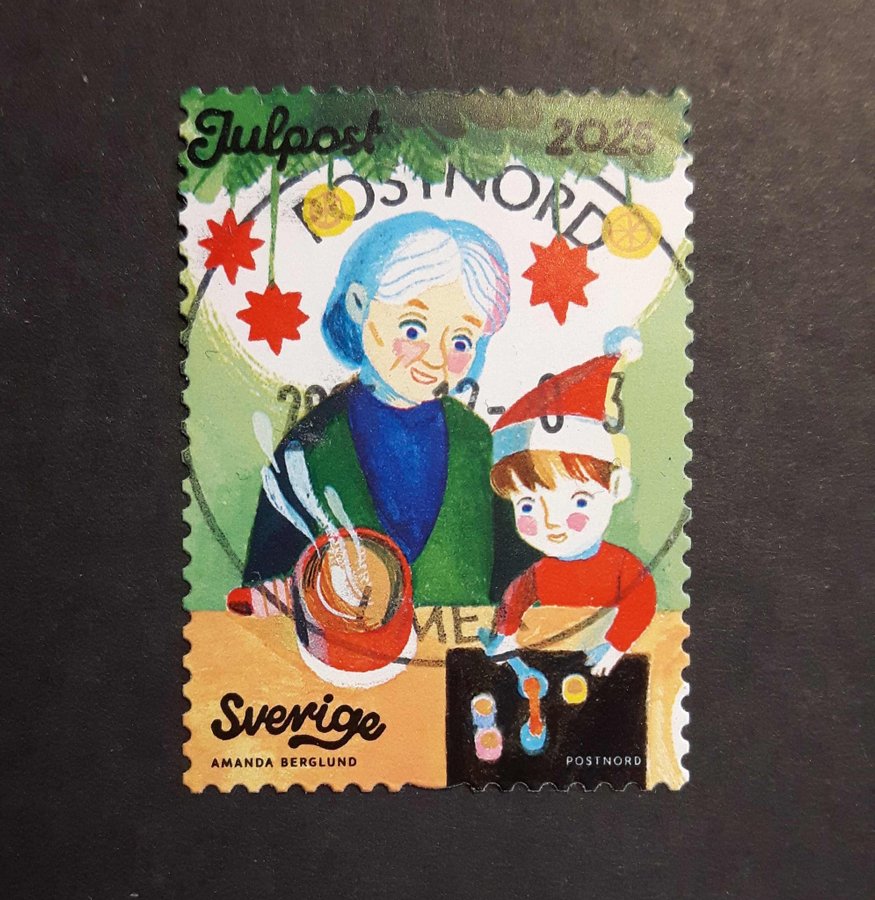 Julpost 2025
POSTNORD
Sverige
AMANDA BERGLUND
POSTNORD